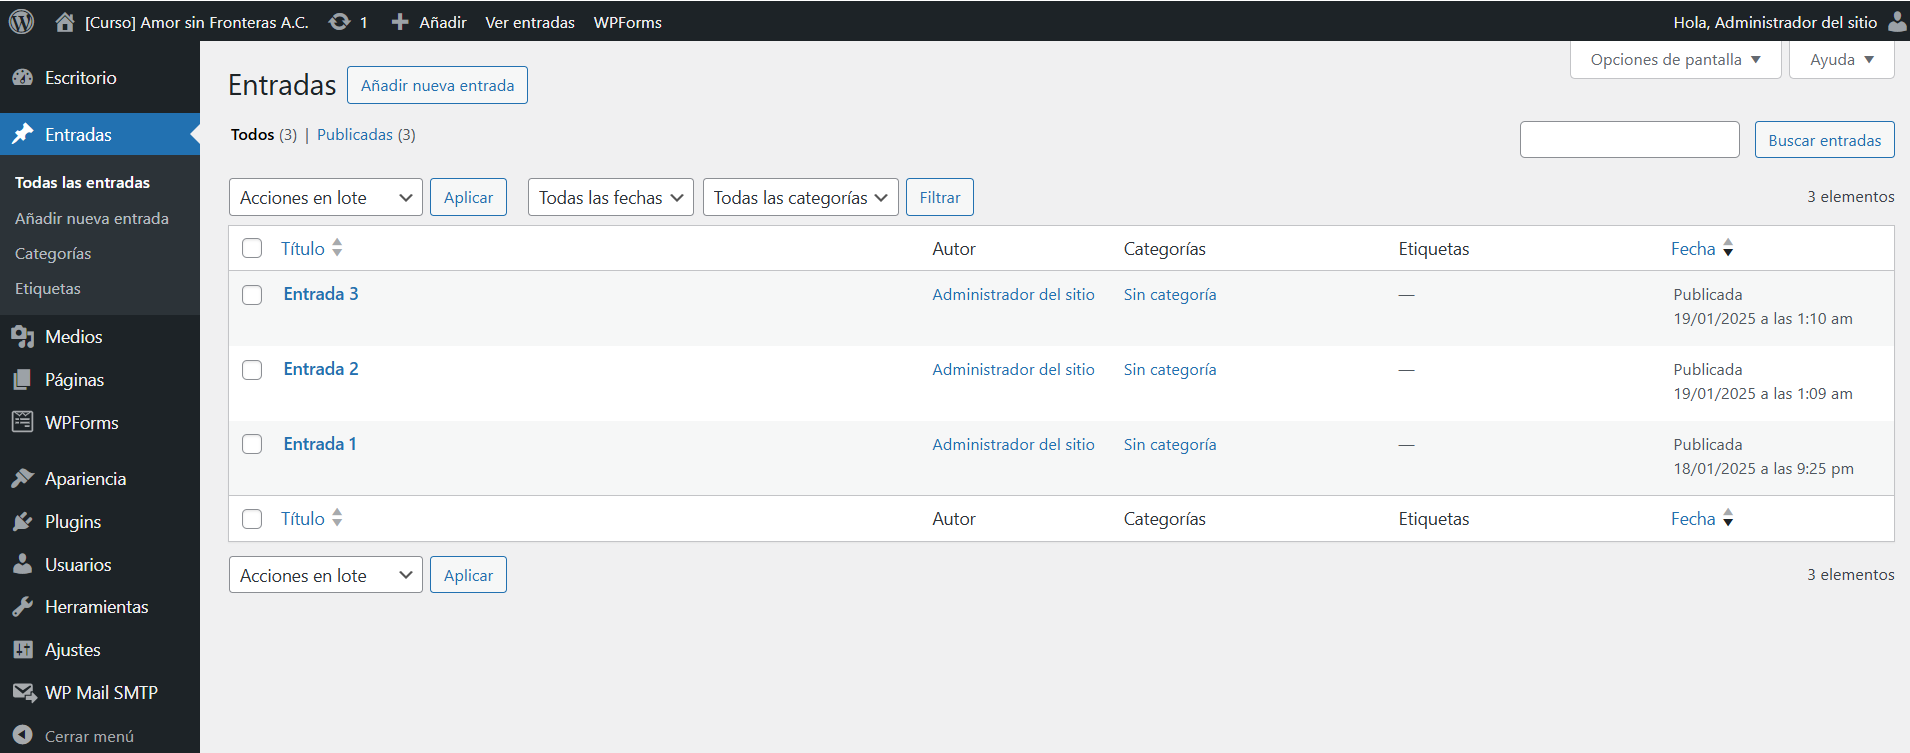 [Curso] Amor sin Fronteras A.C. 1 Añadir Ver entradas WPForms Hola, Administrador del sitio
Escritorio
Entradas
Todas las entradas
Añadir nueva entrada
Categorías
Etiquetas
Medios
Páginas
WPForms
Apariencia
Plugins
Usuarios
Herramientas
Ajustes
WP Mail SMTP
Cerrar menú
Opciones de pantalla Ayuda
Entradas Añadir nueva entrada
Todos (3) | Publicadas (3)
Buscar entradas
Acciones en lote Aplicar Todas las fechas Todas las categorías Filtrar 3 elementos
Título Autor Categorías Etiquetas Fecha
Entrada 3 Administrador del sitio Sin categoría — Publicada
19/01/2025 a las 1:10 am
Entrada 2 Administrador del sitio Sin categoría — Publicada
19/01/2025 a las 1:09 am
Entrada 1 Administrador del sitio Sin categoría — Publicada
18/01/2025 a las 9:25 pm
Título Autor Categorías Etiquetas Fecha
Acciones en lote Aplicar 3 elementos